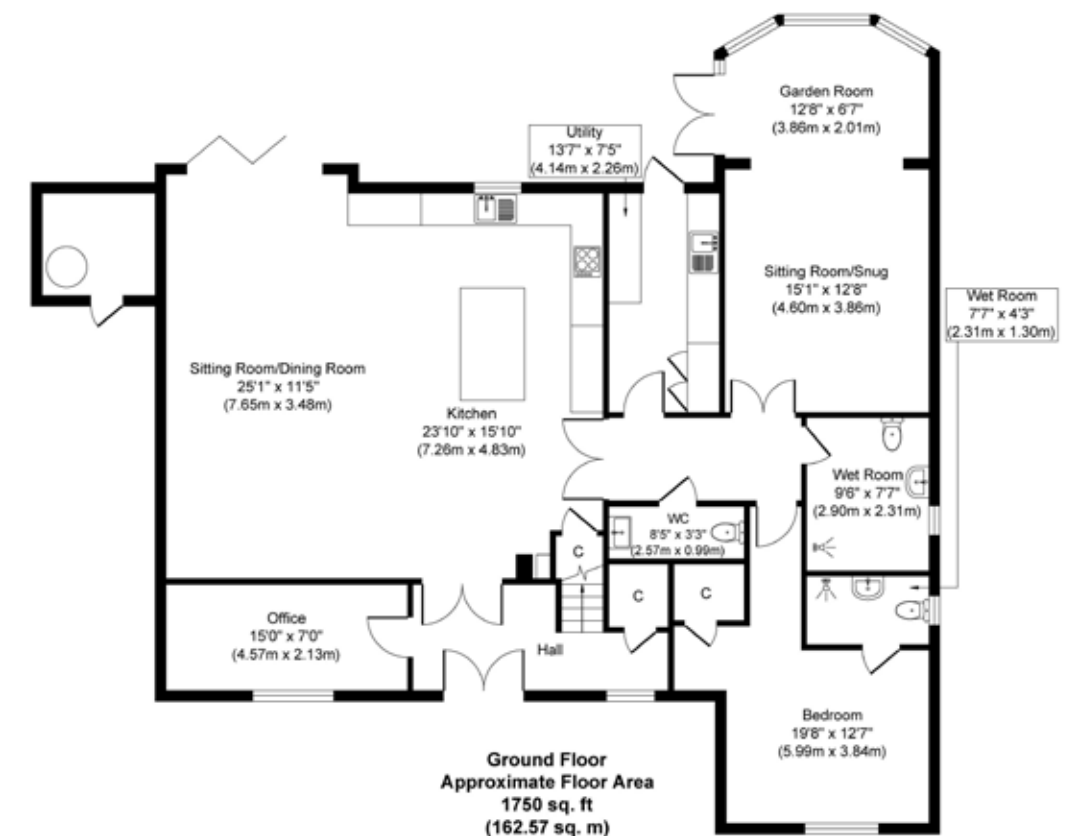 Garden Room
12'8" x 6'7"
(3.86m x 2.01m)
Utility
13'7" x 7'5"
(4.14m x 2.26m)
Sitting Room/Snug
15'1" x 12'8"
(4.60m x 3.86m)
Wet Room
7'7" x 4'3"
(2.31m x 1.30m)
Sitting Room/Dining Room
25'1" x 11'5"
(7.65m x 3.48m)
Kitchen
23'10" x 15'10"
(7.26m x 4.83m)
Wet Room
9'6" x 7'7"
(2.90m x 2.31m)
WC
8'5" x 3'3"
(2.57m x 0.99m)
C
C
C
Office
15'0" x 7'0"
(4.57m x 2.13m)
Hall
Bedroom
19'8" x 12'7"
(5.99m x 3.84m)
Ground Floor
Approximate Floor Area
1750 sq. ft
(162.57 sq. m)